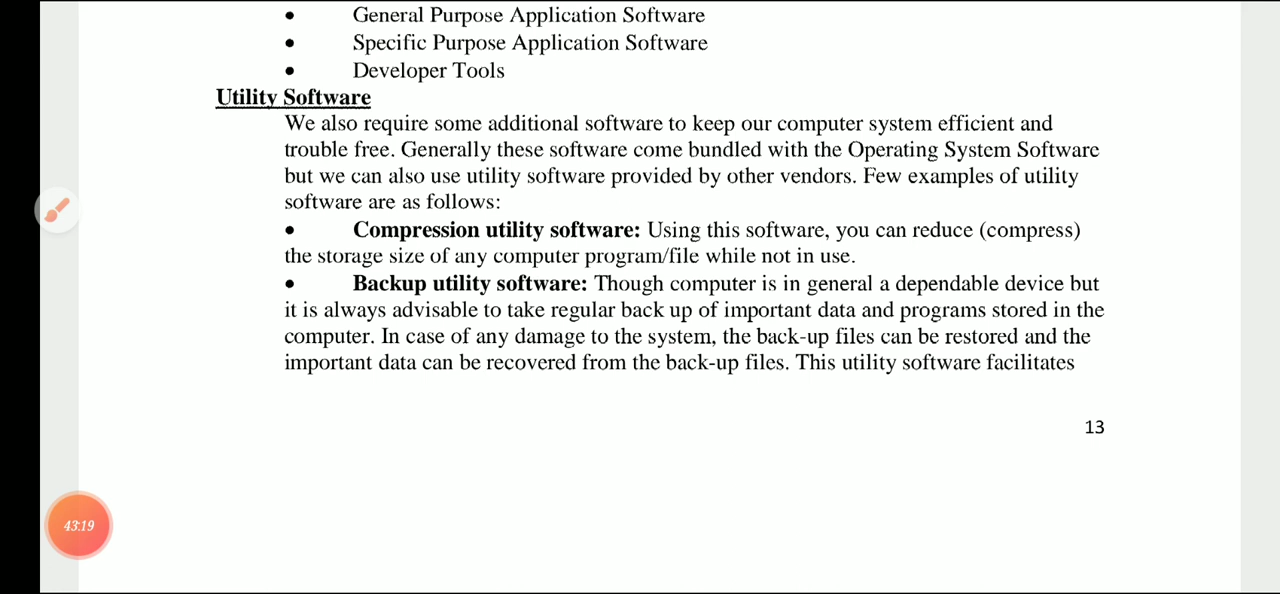 • General Purpose Application Software
• Specific Purpose Application Software
• Developer Tools
Utility Software
We also require some additional software to keep our computer system efficient and
trouble free. Generally these software come bundled with the Operating System Software
but we can also use utility software provided by other vendors. Few examples of utility
software are as follows:
• Compression utility software: Using this software, you can reduce (compress)
the storage size of any computer program/file while not in use.
• Backup utility software: Though computer is in general a dependable device but
it is always advisable to take regular back up of important data and programs stored in the
computer. In case of any damage to the system, the back-up files can be restored and the
important data can be recovered from the back-up files. This utility software facilitates
13
43:19